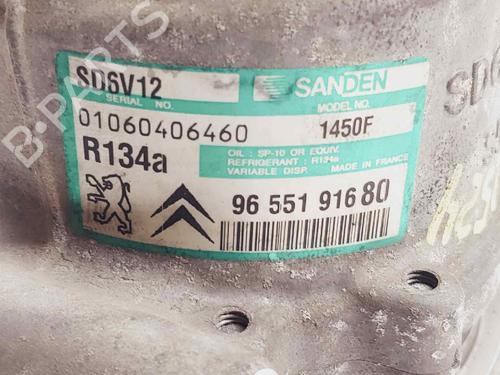 SD6V12 SANDEN
SERIAL NO. MODEL NO.
01060406460 1450F
R134a
OIL : SP-10 OR EQUIV.
REFRIGERANT : R134a
VARIABLE DISP. MADE IN FRANCE
96 551 916 80
B-PARTS